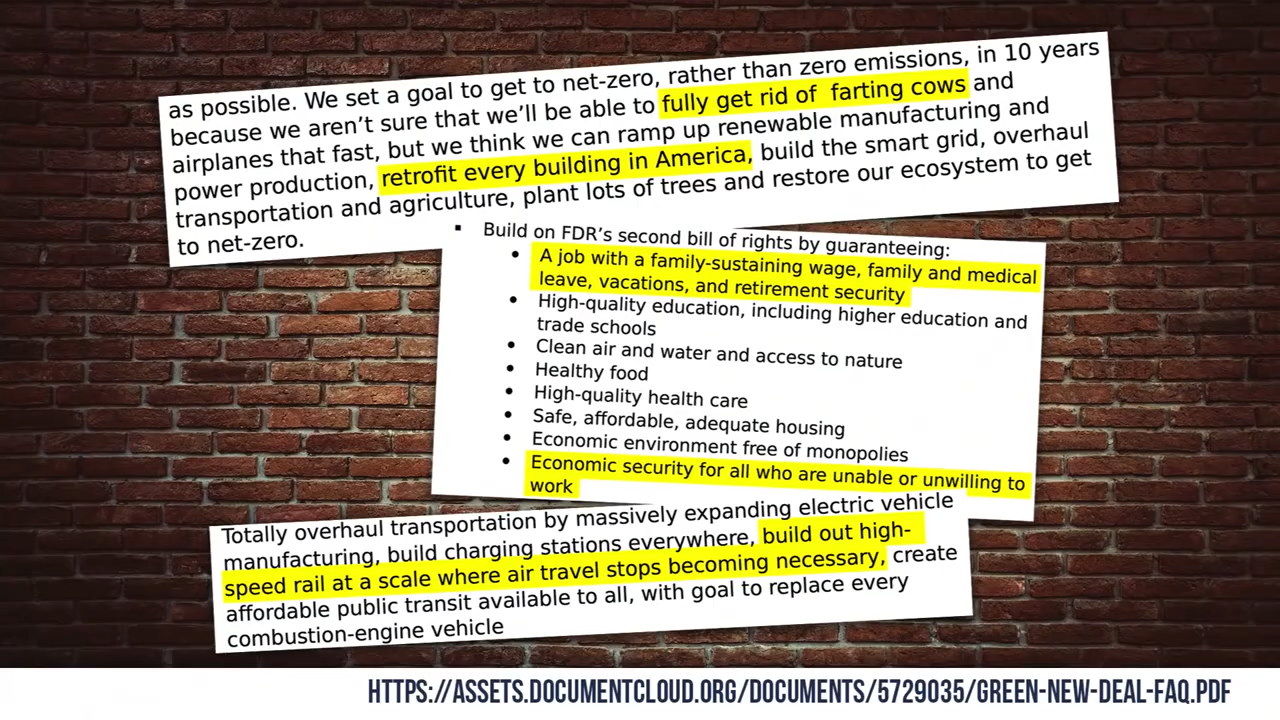 as possible. We set a goal to get to net-zero, rather than zero emissions, in 10 years
because we aren’t sure that we’ll be able to fully get rid of  farting cows and
airplanes that fast, but we think we can ramp up renewable manufacturing and
power production, retrofit every building in America, build the smart grid, overhaul
transportation and agriculture, plant lots of trees and restore our ecosystem to get
to net-zero.
▪ Build on FDR’s second bill of rights by guaranteeing:
• A job with a family-sustaining wage, family and medical
leave, vacations, and retirement security
• High-quality education, including higher education and
trade schools
• Clean air and water and access to nature
• Healthy food
• High-quality health care
• Safe, affordable, adequate housing
• Economic environment free of monopolies
• Economic security for all who are unable or unwilling to
work
Totally overhaul transportation by massively expanding electric vehicle
manufacturing, build charging stations everywhere, build out high-
speed rail at a scale where air travel stops becoming necessary, create
affordable public transit available to all, with goal to replace every
combustion-engine vehicle
HTTPS://ASSETS.DOCUMENTCLOUD.ORG/DOCUMENTS/5729035/GREEN-NEW-DEAL-FAQ.PDF